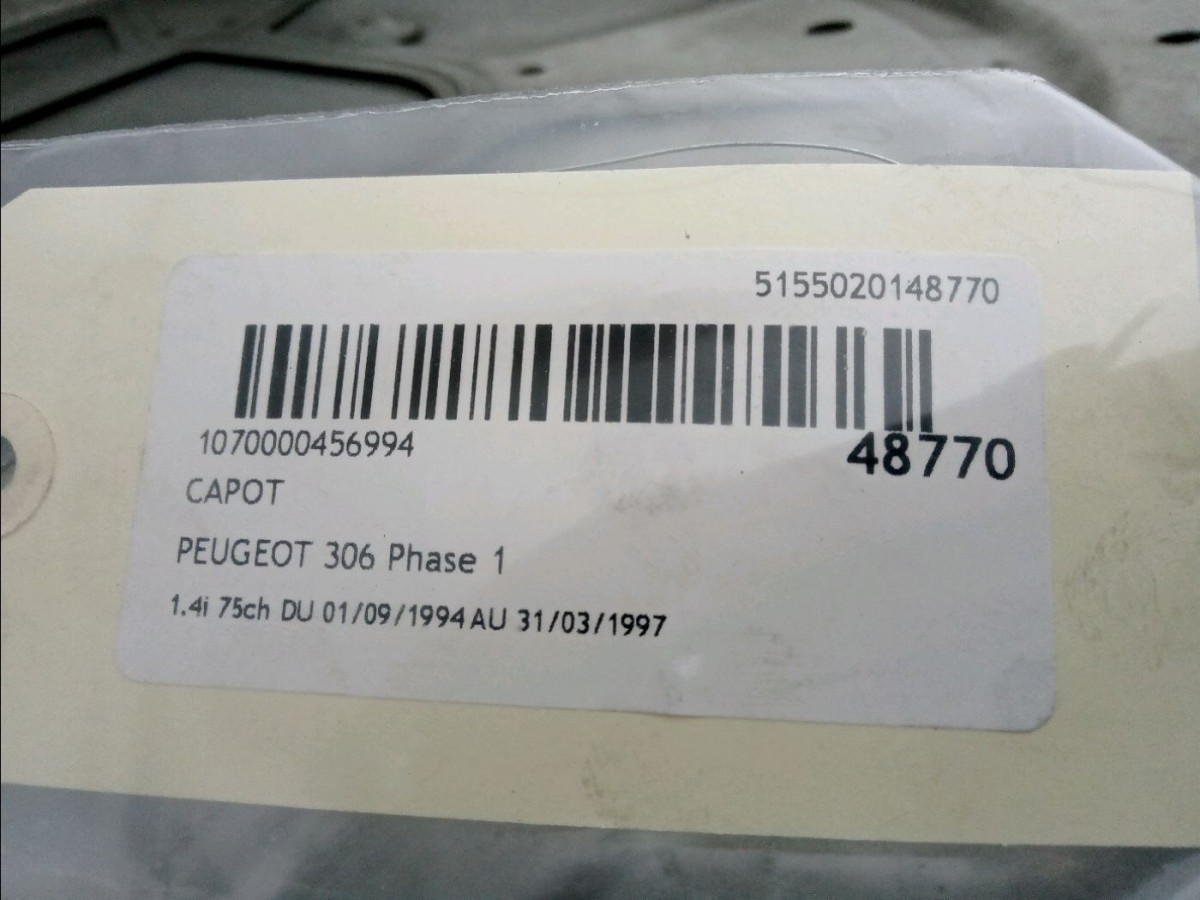 5155020148770
1070000456994
48770
CAPOT
PEUGEOT 306 Phase 1
1.4i 75ch DU 01/09/1994 AU 31/03/1997